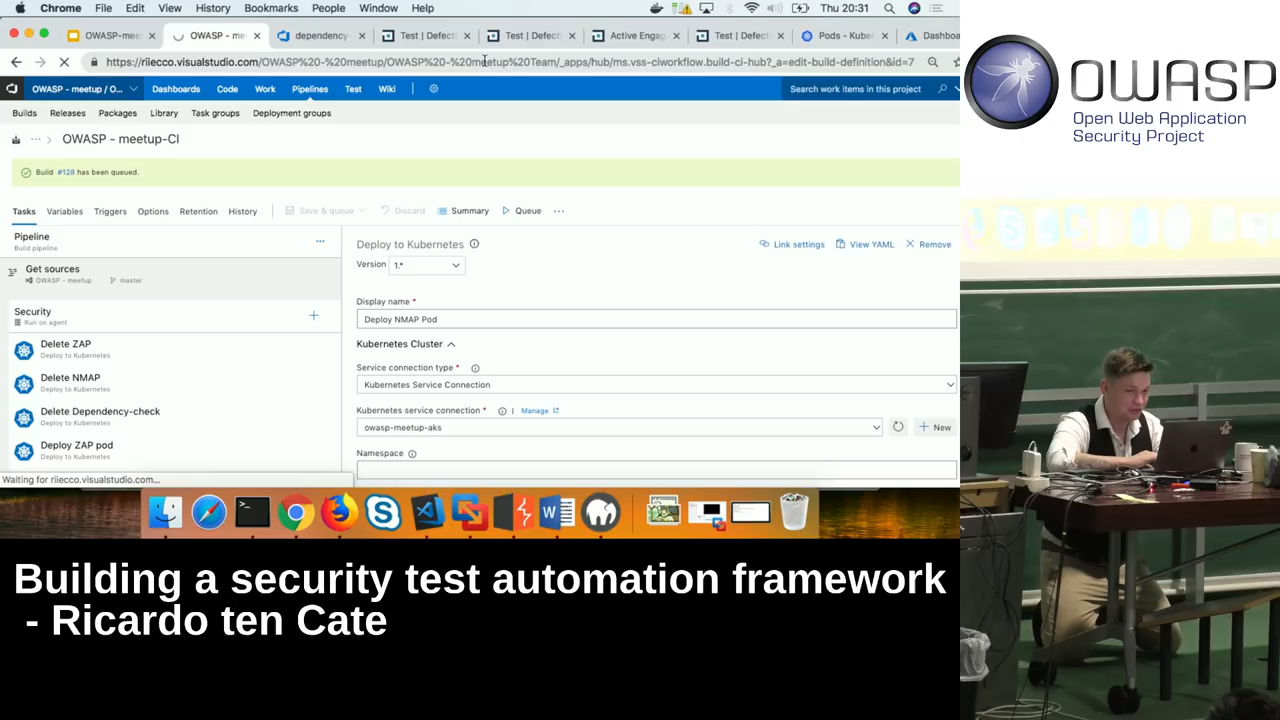 Chrome File Edit View History Bookmarks People Window Help Thu 20:31
OWASP-mee OWASP - me dependency- Test | Defect Test | Defect Active Engag Test | Defect Pods - Kuber Dashbo
https://riiecco.visualstudio.com/OWASP%20-%20meetup/OWASP%20-%20meetup%20Team/_apps/hub/ms.vss-ciworkflow.build-ci-hub?_a=edit-build-definition&id=7
OWASP - meetup / O... Dashboards Code Work Pipelines Test Wiki Search work items in this project
Builds Releases Packages Library Task groups Deployment groups
... OWASP - meetup-CI
Build #128 has been queued.
Tasks Variables Triggers Options Retention History Save & queue Discard Summary Queue ...
Pipeline
Build pipeline
...
Get sources
OWASP - meetup master
Security
Run on agent
Delete ZAP
Deploy to Kubernetes
Delete NMAP
Deploy to Kubernetes
Delete Dependency-check
Deploy to Kubernetes
Deploy ZAP pod
Deploy to Kubernetes
Waiting for riiecco.visualstudio.com...
Deploy to Kubernetes Link settings View YAML Remove
Version 1.*
Display name *
Deploy NMAP Pod
Kubernetes Cluster
Service connection type *
Kubernetes Service Connection
Kubernetes service connection * | Manage
owasp-meetup-aks New
Namespace
OWASP
Open Web Application
Security Project
Building a security test automation framework
- Ricardo ten Cate